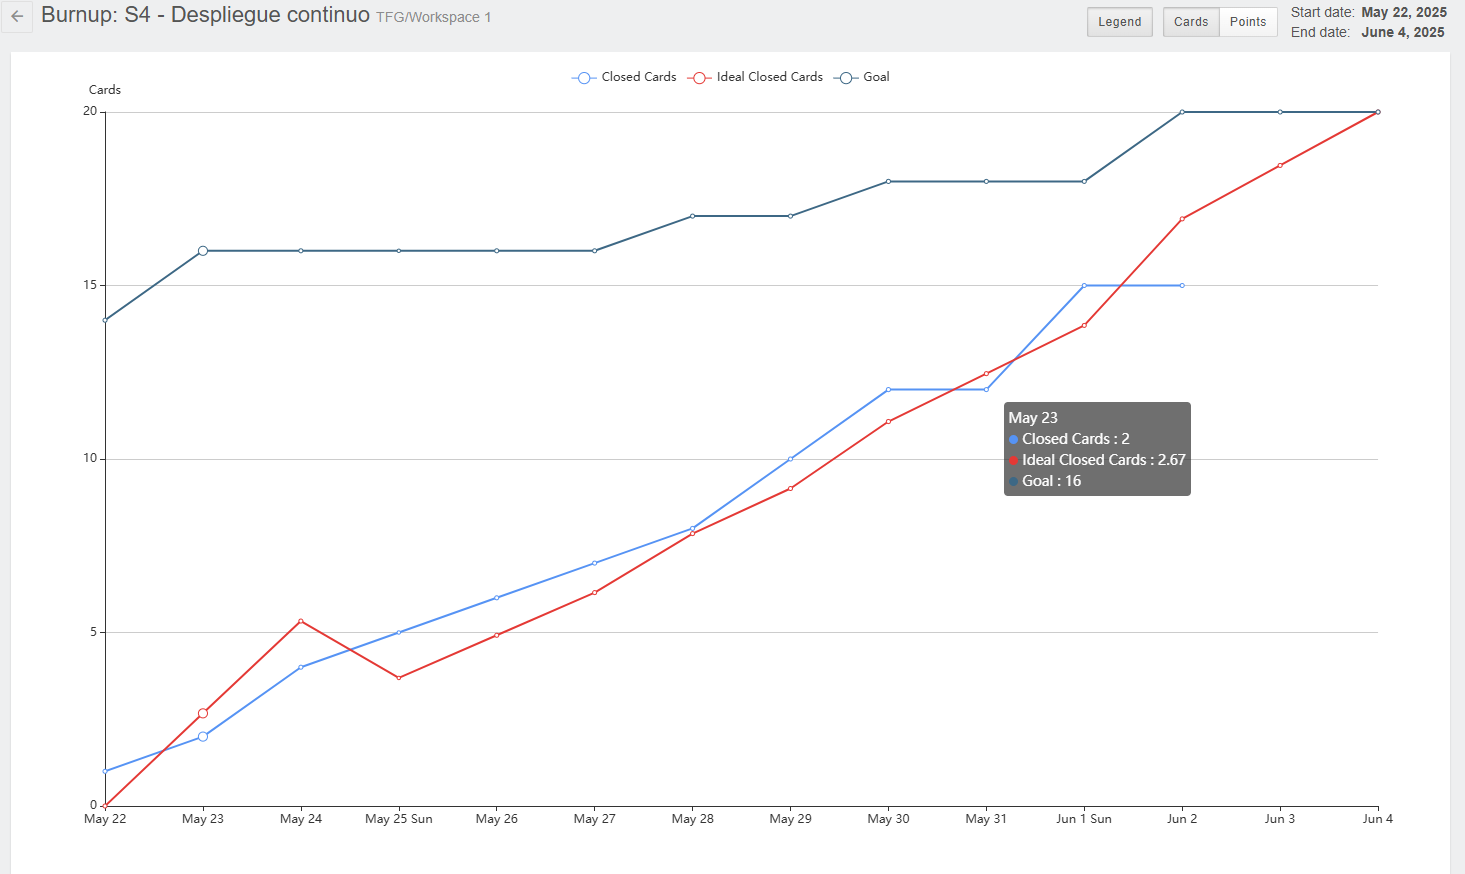 Burnup: S4 - Despliegue continuo TFG/Workspace 1
Legend Cards Points
Start date: May 22, 2025
End date: June 4, 2025
Closed Cards Ideal Closed Cards Goal
Cards
20
15
10
5
0
May 23
Closed Cards : 2
Ideal Closed Cards : 2.67
Goal : 16
May 22 May 23 May 24 May 25 Sun May 26 May 27 May 28 May 29 May 30 May 31 Jun 1 Sun Jun 2 Jun 3 Jun 4